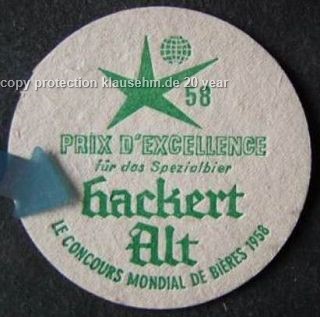 copy protection klausehm.de 20 year
58
PRIX D'EXCELLENCE
für das Spezialbier
Hackert
Alt
LE CONCOURS MONDIAL DE BIÈRES 1958